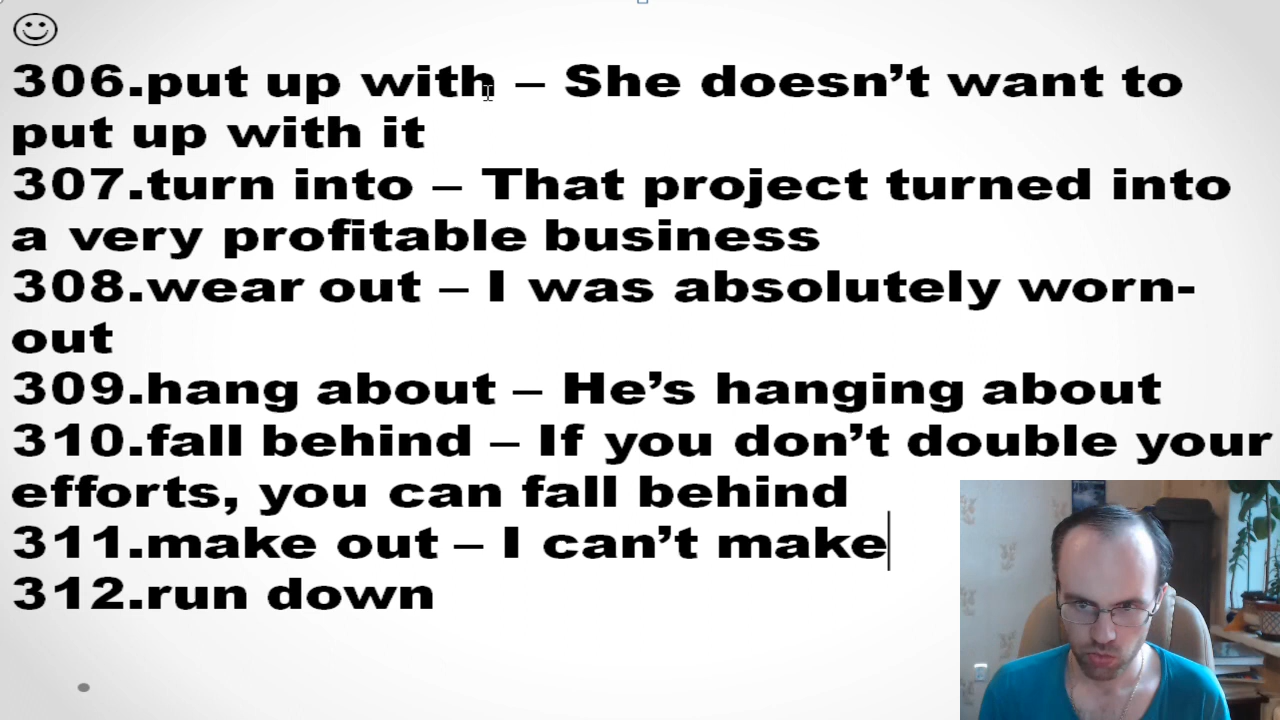 306.put up with – She doesn’t want to
put up with it
307.turn into – That project turned into
a very profitable business
308.wear out – I was absolutely worn-
out
309.hang about – He’s hanging about
310.fall behind – If you don’t double your
efforts, you can fall behind
311.make out – I can’t make
312.run down